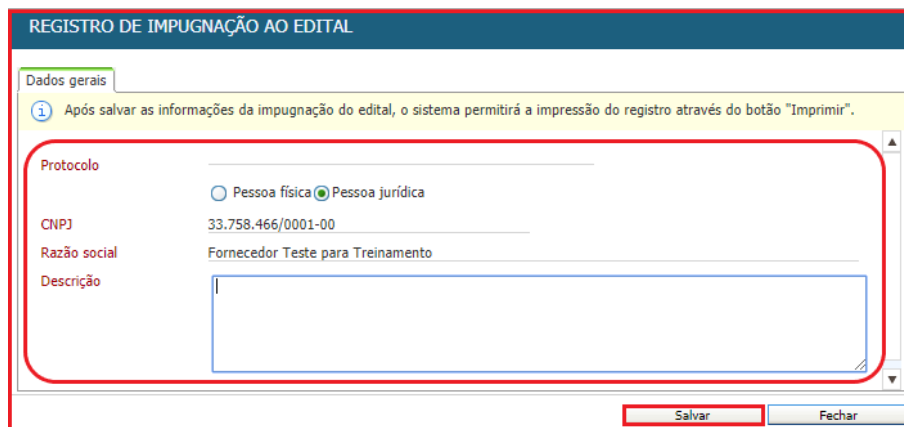 REGISTRO DE IMPUGNAÇÃO AO EDITAL
Dados gerais
Após salvar as informações da impugnação do edital, o sistema permitirá a impressão do registro através do botão "Imprimir".
Protocolo
Pessoa física Pessoa jurídica
CNPJ 33.758.466/0001-00
Razão social Fornecedor Teste para Treinamento
Descrição
Salvar Fechar